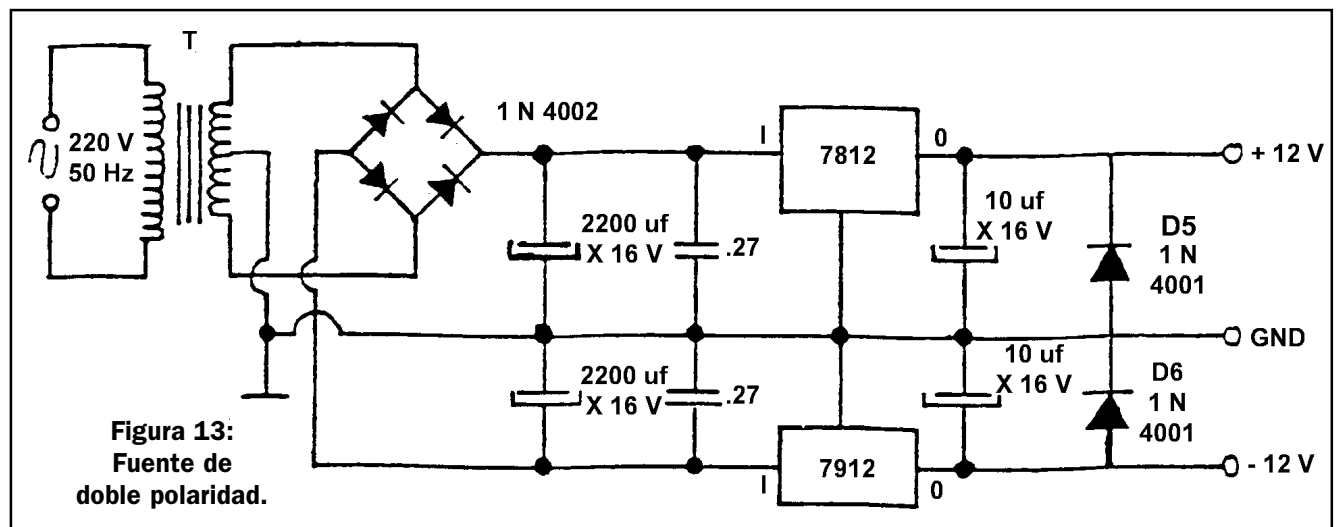 T
220 V
50 Hz
1 N 4002
I
7812
0
+ 12 V
2200 uf
X 16 V
.27
10 uf
X 16 V
D5
1 N
4001
GND
2200 uf
X 16 V
.27
10 uf
X 16 V
D6
1 N
4001
I
7912
0
- 12 V
Figura 13:
Fuente de
doble polaridad.